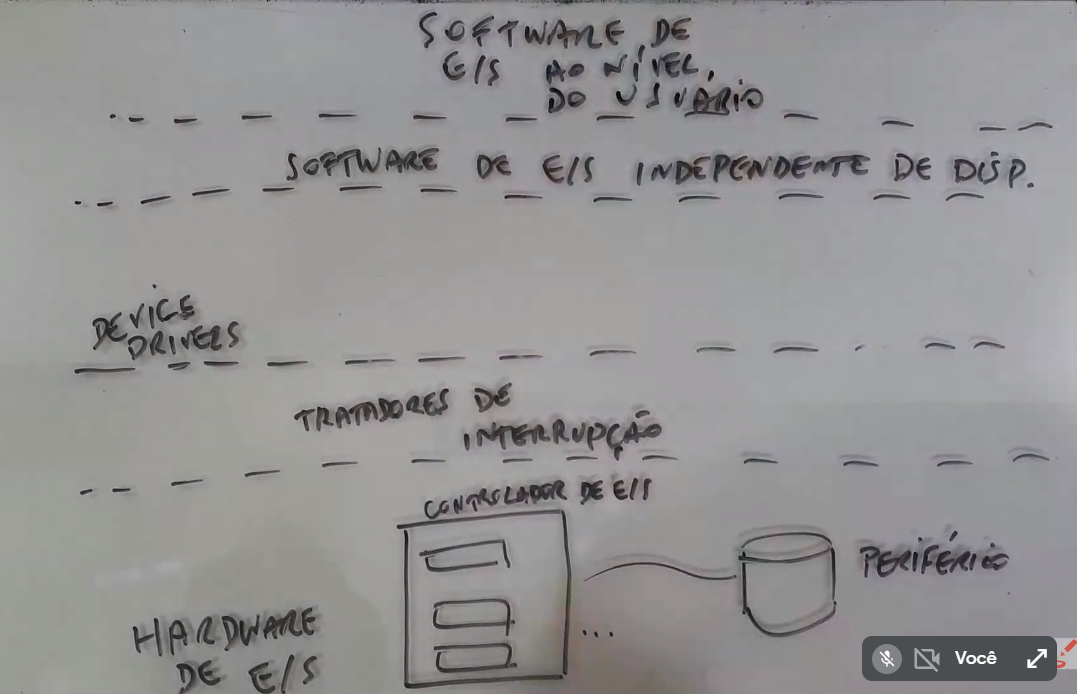 SOFTWARE DE
E/S AO NÍVEL
DO USUÁRIO
SOFTWARE DE E/S INDEPENDENTE DE DISP.
DEVICE
DRIVERS
TRATADORES DE
INTERRUPÇÃO
CONTROLADOR DE E/S
PERIFÉRICO
...
HARDWARE
DE E/S
Você